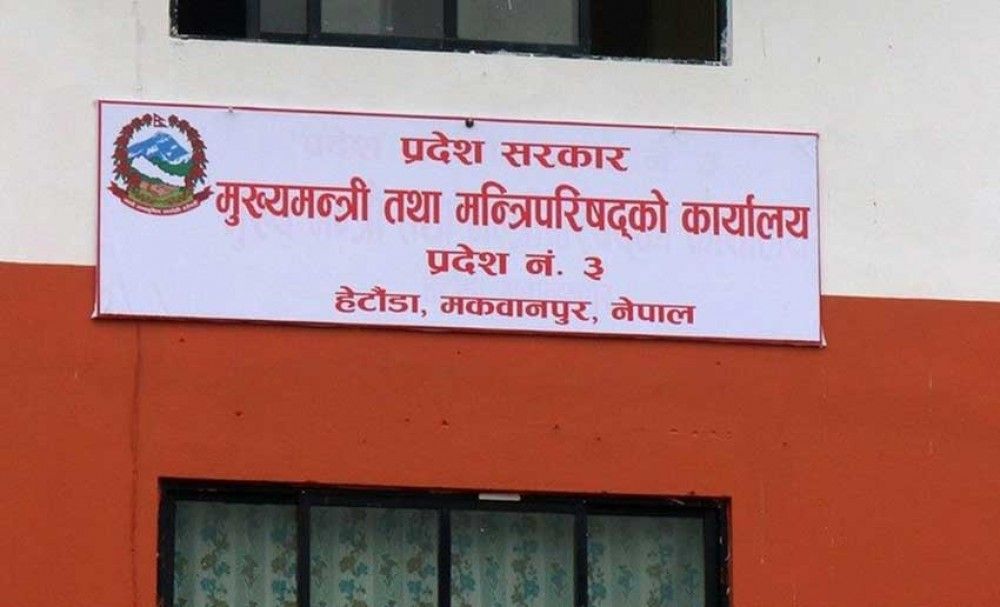 प्रदेश सरकार
मुख्यमन्त्री तथा मन्त्रिपरिषद्को कार्यालय
प्रदेश नं. ३
हेटौंडा, मकवानपुर, नेपाल